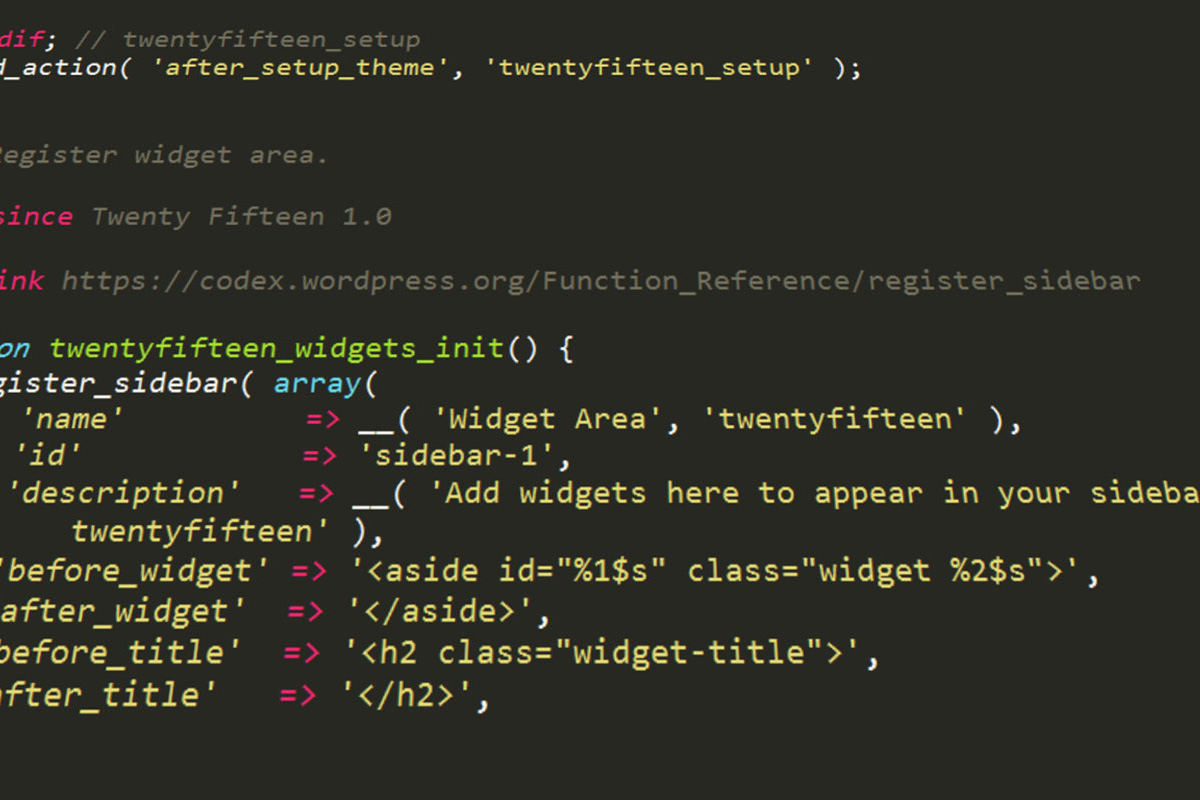 dif; // twentyfifteen_setup
d_action( 'after_setup_theme', 'twentyfifteen_setup' );
Register widget area.
since Twenty Fifteen 1.0
ink https://codex.wordpress.org/Function_Reference/register_sidebar
on twentyfifteen_widgets_init() {
gister_sidebar( array(
'name' => __( 'Widget Area', 'twentyfifteen' ),
'id' => 'sidebar-1',
'description' => __( 'Add widgets here to appear in your sideba
twentyfifteen' ),
'before_widget' => '<aside id="%1$s" class="widget %2$s">',
after_widget' => '</aside>',
before_title' => '<h2 class="widget-title">',
after_title' => '</h2>',